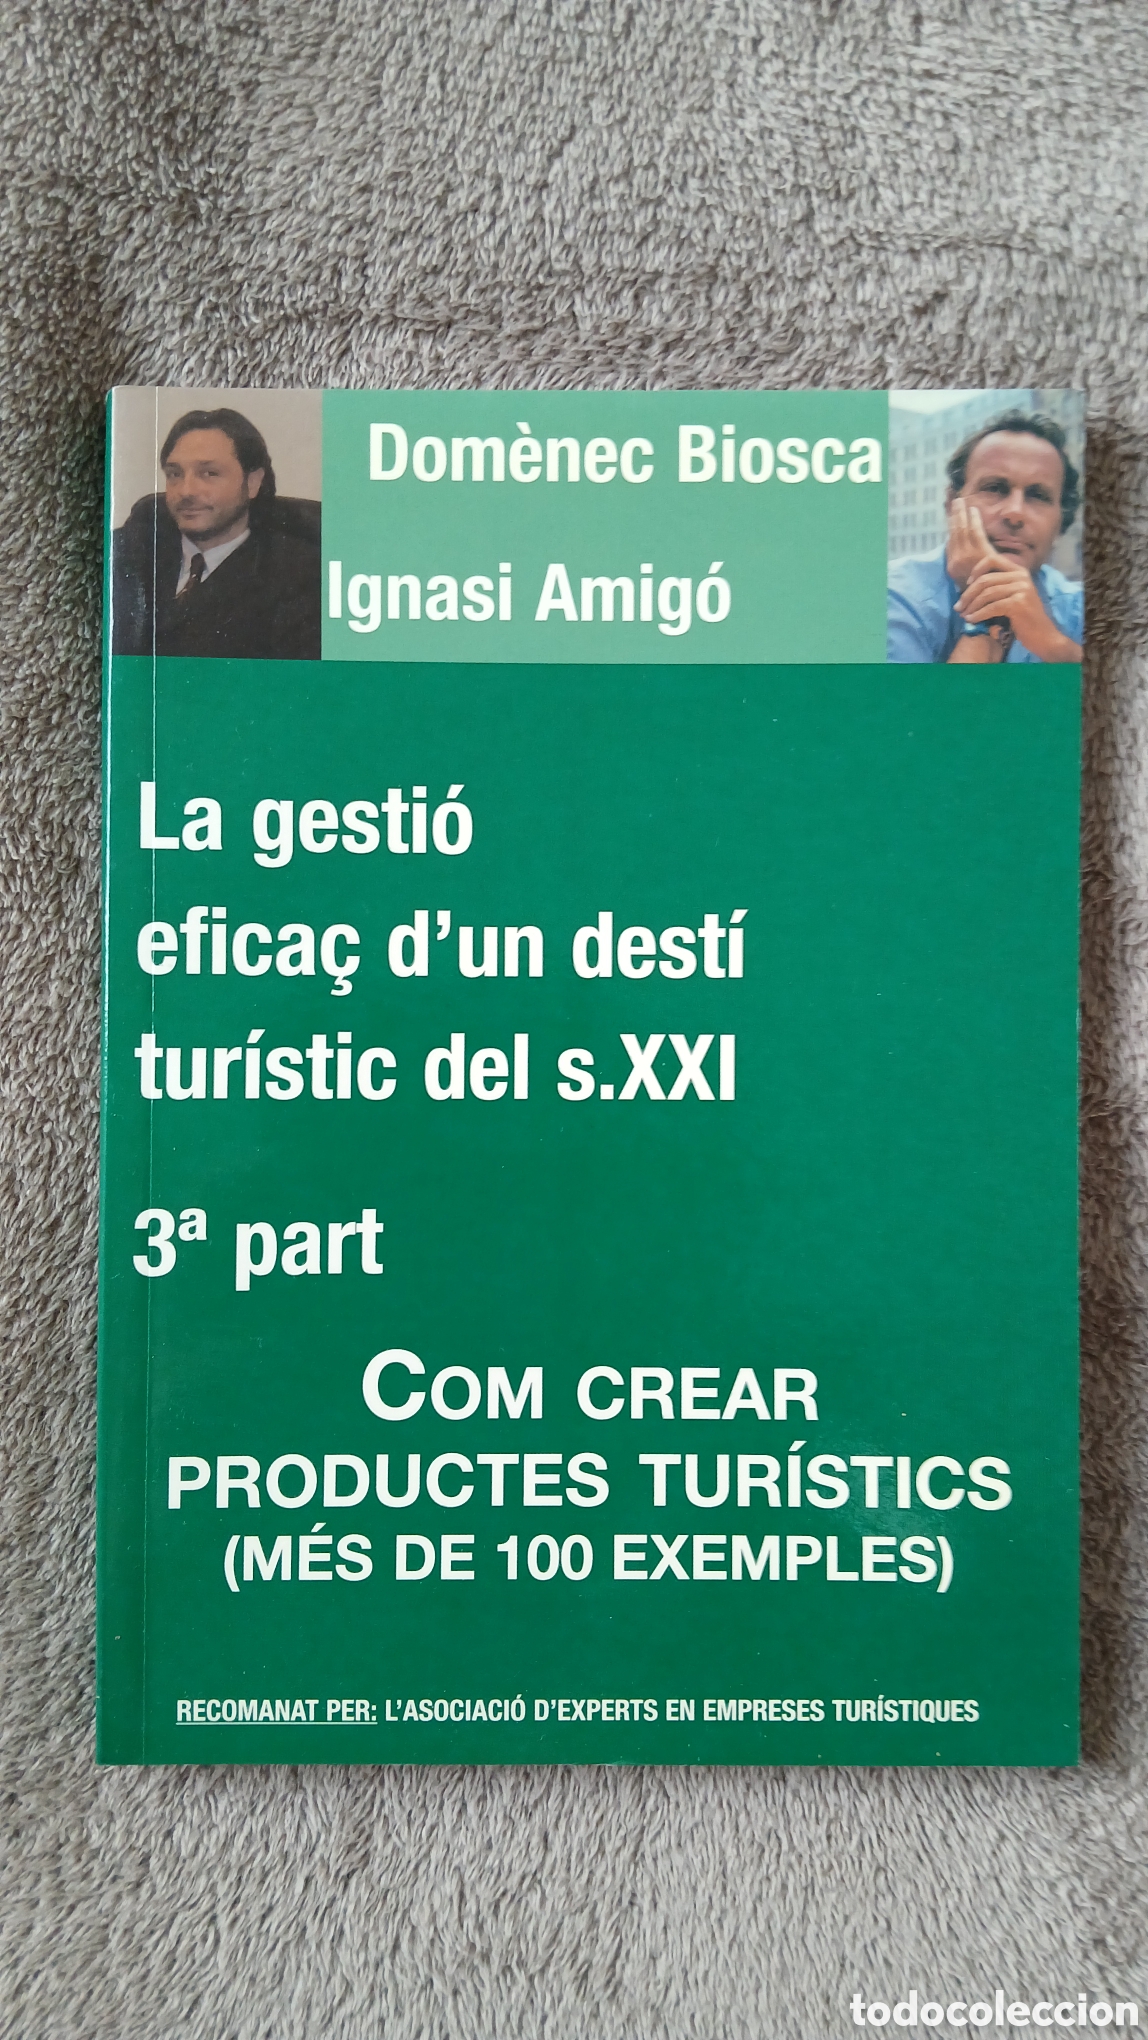 Domènec Biosca
Ignasi Amigó
La gestió
eficaç d'un destí
turístic del s.XXI
3ª part
COM CREAR
PRODUCTES TURÍSTICS
(MÉS DE 100 EXEMPLES)
RECOMANAT PER: L'ASOCIACIÓ D'EXPERTS EN EMPRESES TURÍSTIQUES
todocoleccion